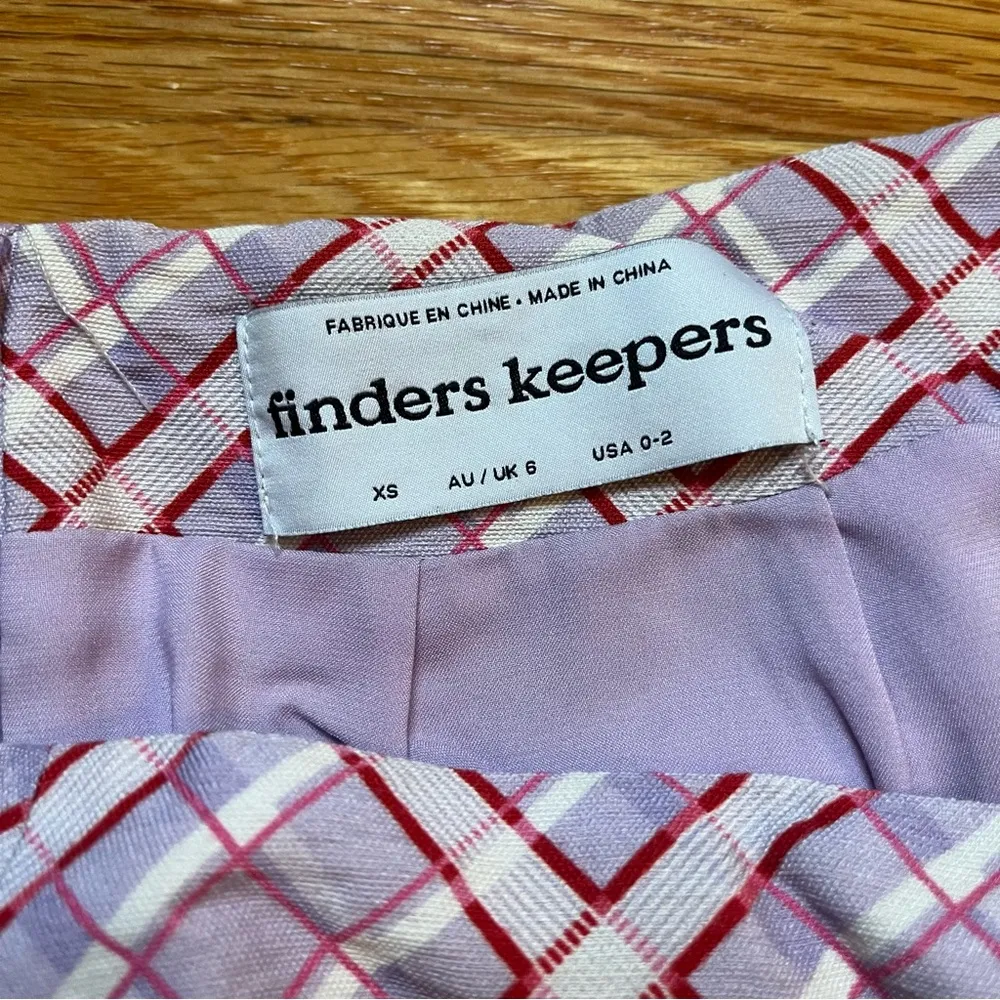 FABRIQUE EN CHINE • MADE IN CHINA
finders keepers
XS AU / UK 6 USA 0-2